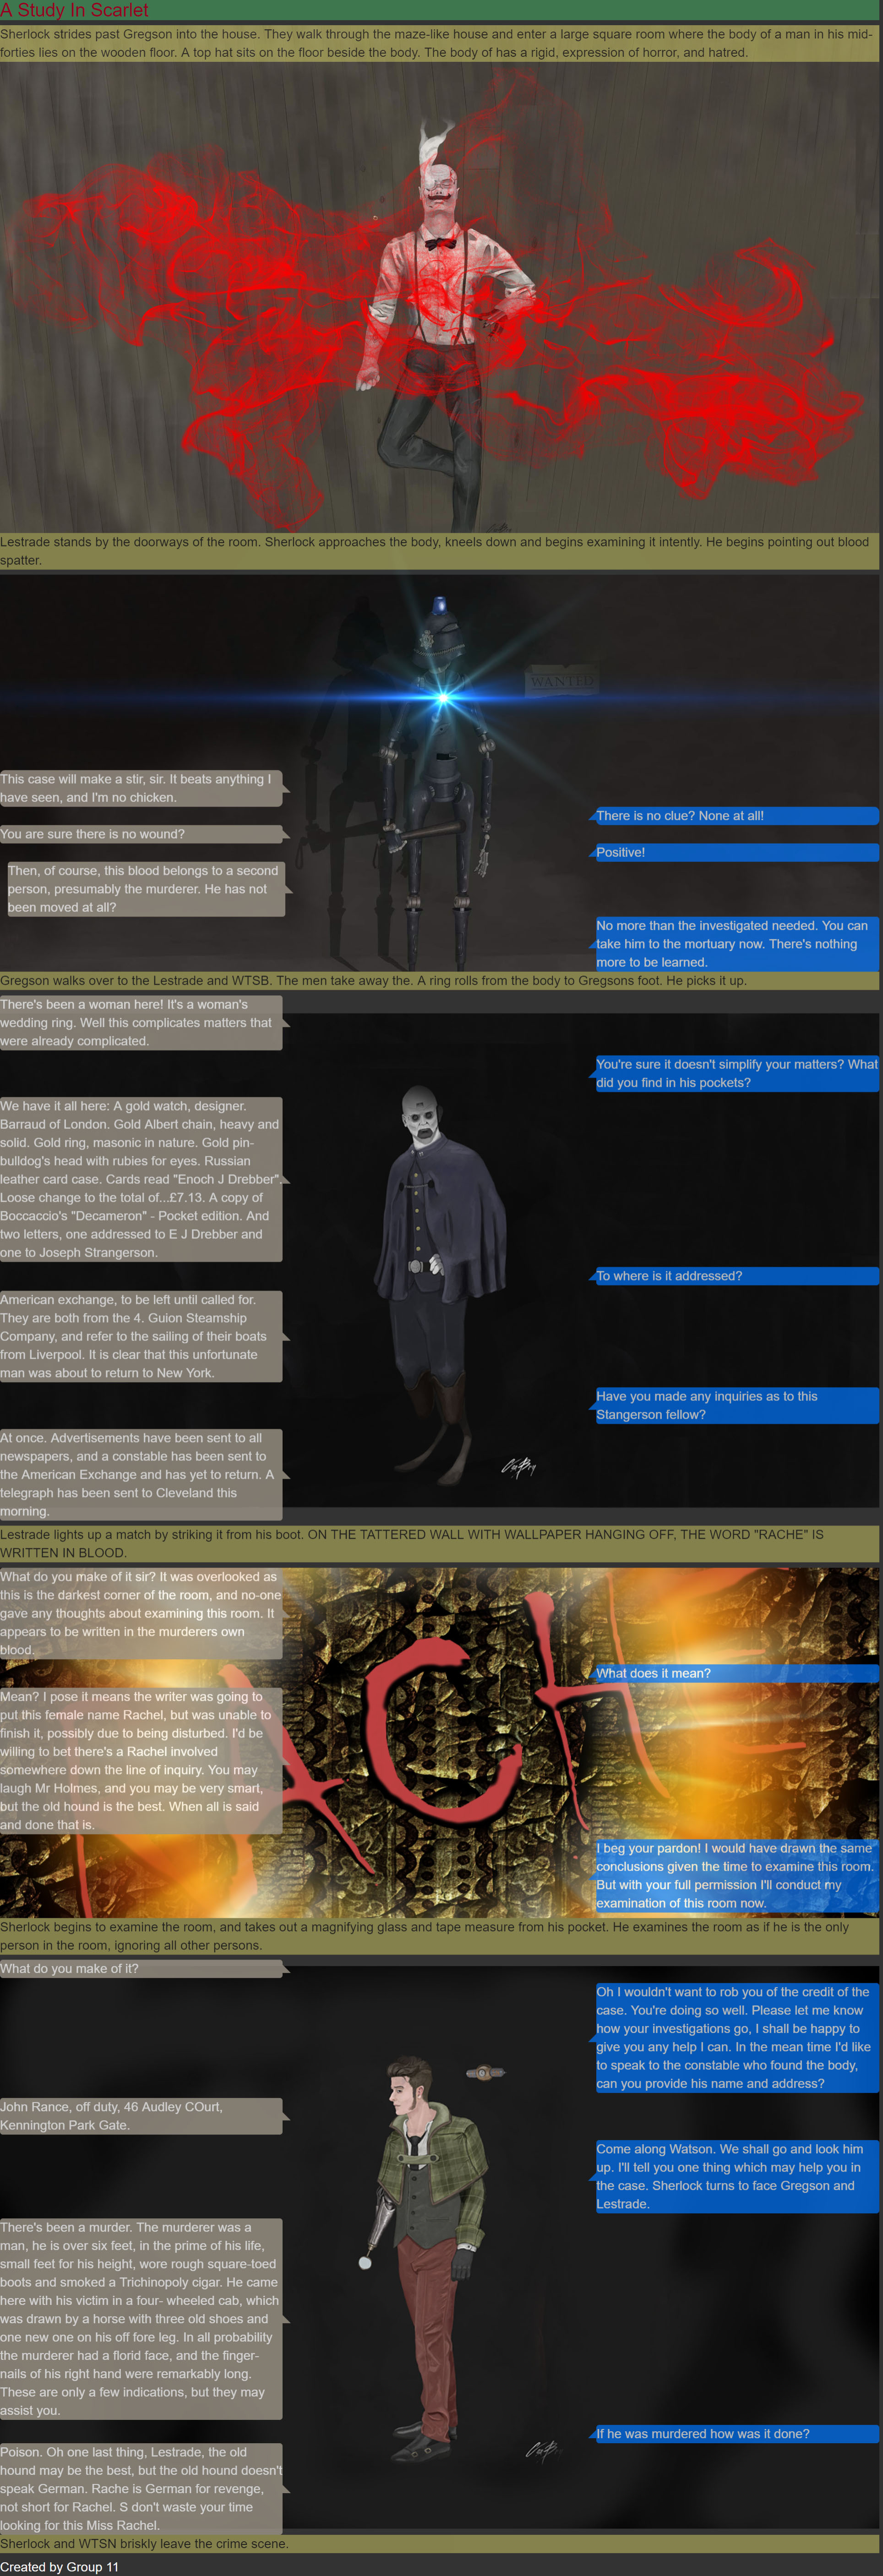 A Study In Scarlet
Sherlock strides past Gregson into the house. They walk through the maze-like house and enter a large square room where the body of a man in his mid-
forties lies on the wooden floor. A top hat sits on the floor beside the body. The body of has a rigid, expression of horror, and hatred.
Lestrade stands by the doorways of the room. Sherlock approaches the body, kneels down and begins examining it intently. He begins pointing out blood
spatter.
WANTED
This case will make a stir, sir. It beats anything I
have seen, and I'm no chicken.
There is no clue? None at all!
You are sure there is no wound?
Positive!
Then, of course, this blood belongs to a second
person, presumably the murderer. He has not
been moved at all?
No more than the investigated needed. You can
take him to the mortuary now. There's nothing
more to be learned.
Gregson walks over to the Lestrade and WTSB. The men take away the. A ring rolls from the body to Gregsons foot. He picks it up.
There's been a woman here! It's a woman's
wedding ring. Well this complicates matters that
were already complicated.
You're sure it doesn't simplify your matters? What
did you find in his pockets?
We have it all here: A gold watch, designer.
Barraud of London. Gold Albert chain, heavy and
solid. Gold ring, masonic in nature. Gold pin-
bulldog's head with rubies for eyes. Russian
leather card case. Cards read "Enoch J Drebber".
Loose change to the total of...£7.13. A copy of
Boccaccio's "Decameron" - Pocket edition. And
two letters, one addressed to E J Drebber and
one to Joseph Strangerson.
To where is it addressed?
American exchange, to be left until called for.
They are both from the 4. Guion Steamship
Company, and refer to the sailing of their boats
from Liverpool. It is clear that this unfortunate
man was about to return to New York.
Have you made any inquiries as to this
Stangerson fellow?
At once. Advertisements have been sent to all
newspapers, and a constable has been sent to
the American Exchange and has yet to return. A
telegraph has been sent to Cleveland this
morning.
Lestrade lights up a match by striking it from his boot. ON THE TATTERED WALL WITH WALLPAPER HANGING OFF, THE WORD "RACHE" IS
WRITTEN IN BLOOD.
What do you make of it sir? It was overlooked as
this is the darkest corner of the room, and no-one
gave any thoughts about examining this room. It
appears to be written in the murderers own
blood.
What does it mean?
Mean? I pose it means the writer was going to
put this female name Rachel, but was unable to
finish it, possibly due to being disturbed. I'd be
willing to bet there's a Rachel involved
somewhere down the line of inquiry. You may
laugh Mr Holmes, and you may be very smart,
but the old hound is the best. When all is said
and done that is.
I beg your pardon! I would have drawn the same
conclusions given the time to examine this room.
But with your full permission I'll conduct my
examination of this room now.
Sherlock begins to examine the room, and takes out a magnifying glass and tape measure from his pocket. He examines the room as if he is the only
person in the room, ignoring all other persons.
What do you make of it?
Oh I wouldn't want to rob you of the credit of the
case. You're doing so well. Please let me know
how your investigations go, I shall be happy to
give you any help I can. In the mean time I'd like
to speak to the constable who found the body,
can you provide his name and address?
John Rance, off duty, 46 Audley COurt,
Kennington Park Gate.
Come along Watson. We shall go and look him
up. I'll tell you one thing which may help you in
the case. Sherlock turns to face Gregson and
Lestrade.
There's been a murder. The murderer was a
man, he is over six feet, in the prime of his life,
small feet for his height, wore rough square-toed
boots and smoked a Trichinopoly cigar. He came
here with his victim in a four- wheeled cab, which
was drawn by a horse with three old shoes and
one new one on his off fore leg. In all probability
the murderer had a florid face, and the finger-
nails of his right hand were remarkably long.
These are only a few indications, but they may
assist you.
If he was murdered how was it done?
Poison. Oh one last thing, Lestrade, the old
hound may be the best, but the old hound doesn't
speak German. Rache is German for revenge,
not short for Rachel. S don't waste your time
looking for this Miss Rachel.
Sherlock and WTSN briskly leave the crime scene.
Created by Group 11